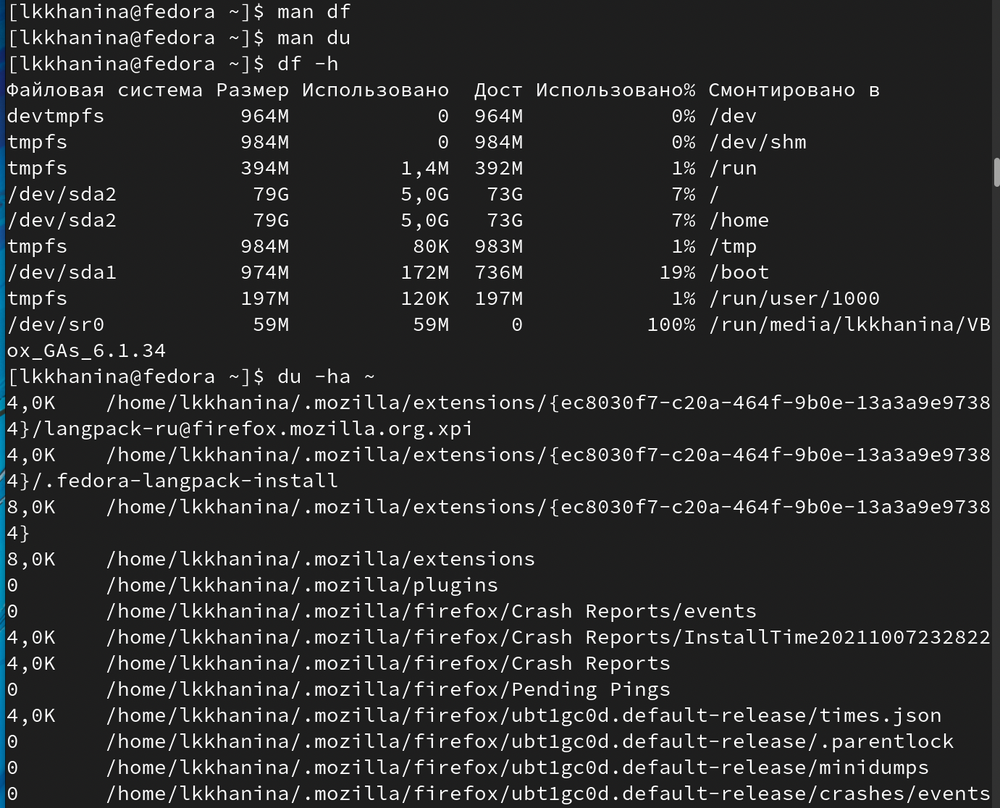 [lkkhanina@fedora ~]$ man df
[lkkhanina@fedora ~]$ man du
[lkkhanina@fedora ~]$ df -h
Файловая система Размер Использовано  Дост Использовано% Смонтировано в
devtmpfs           964M            0  964M            0% /dev
tmpfs              984M            0  984M            0% /dev/shm
tmpfs              394M         1,4M  392M            1% /run
/dev/sda2           79G         5,0G   73G            7% /
/dev/sda2           79G         5,0G   73G            7% /home
tmpfs              984M          80K  983M            1% /tmp
/dev/sda1          974M         172M  736M           19% /boot
tmpfs              197M         120K  197M            1% /run/user/1000
/dev/sr0            59M          59M     0          100% /run/media/lkkhanina/VB
ox_GAs_6.1.34
[lkkhanina@fedora ~]$ du -ha ~
4,0K    /home/lkkhanina/.mozilla/extensions/{ec8030f7-c20a-464f-9b0e-13a3a9e9738
4}/langpack-ru@firefox.mozilla.org.xpi
4,0K    /home/lkkhanina/.mozilla/extensions/{ec8030f7-c20a-464f-9b0e-13a3a9e9738
4}/.fedora-langpack-install
8,0K    /home/lkkhanina/.mozilla/extensions/{ec8030f7-c20a-464f-9b0e-13a3a9e9738
4}
8,0K    /home/lkkhanina/.mozilla/extensions
0       /home/lkkhanina/.mozilla/plugins
0       /home/lkkhanina/.mozilla/firefox/Crash Reports/events
4,0K    /home/lkkhanina/.mozilla/firefox/Crash Reports/InstallTime20211007232822
4,0K    /home/lkkhanina/.mozilla/firefox/Crash Reports
0       /home/lkkhanina/.mozilla/firefox/Pending Pings
4,0K    /home/lkkhanina/.mozilla/firefox/ubt1gc0d.default-release/times.json
0       /home/lkkhanina/.mozilla/firefox/ubt1gc0d.default-release/.parentlock
0       /home/lkkhanina/.mozilla/firefox/ubt1gc0d.default-release/minidumps
0       /home/lkkhanina/.mozilla/firefox/ubt1gc0d.default-release/crashes/events